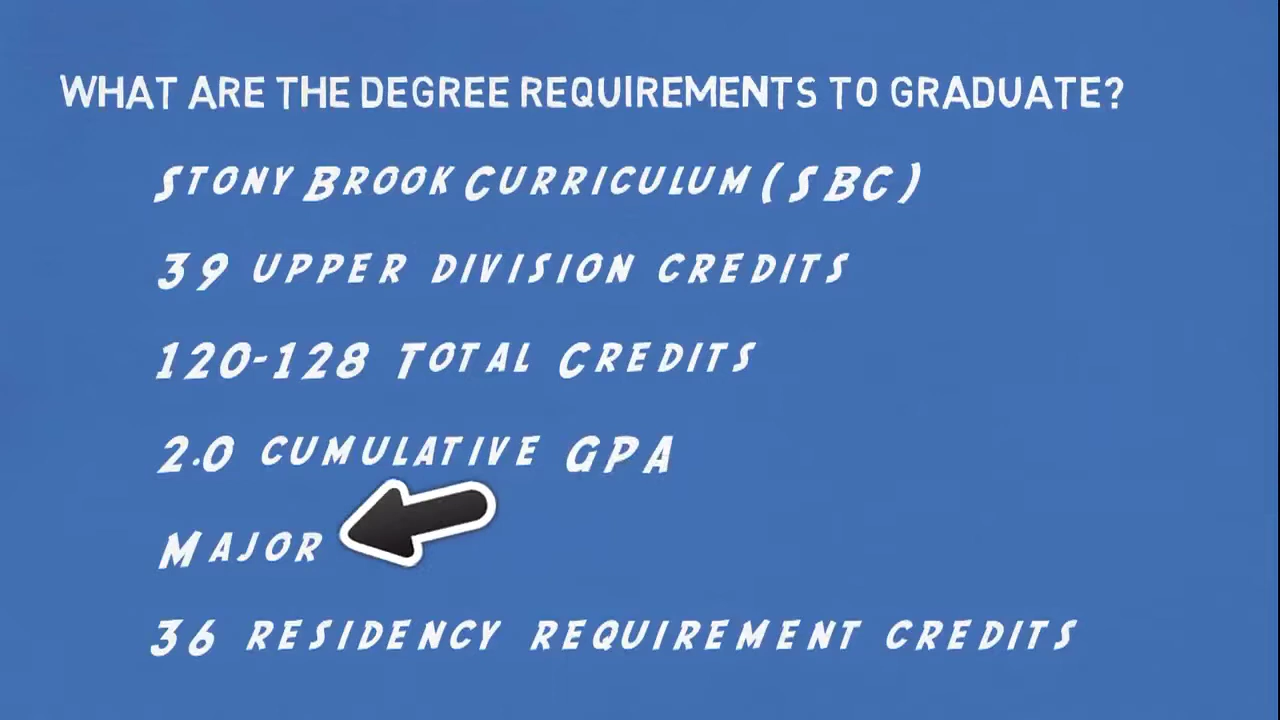 WHAT ARE THE DEGREE REQUIREMENTS TO GRADUATE?
STONY BROOK CURRICULUM (SBC)
39 UPPER DIVISION CREDITS
120-128 TOTAL CREDITS
2.0 CUMULATIVE GPA
MAJOR
36 RESIDENCY REQUIREMENT CREDITS